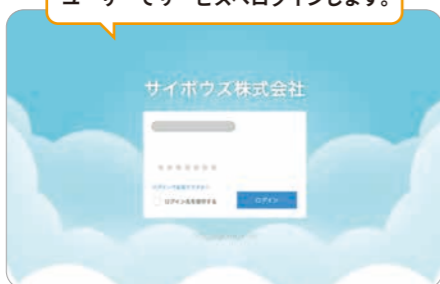 ユーザーでサービスへログインします。
サイボウズ株式会社
ログイン名を保存する
ログイン